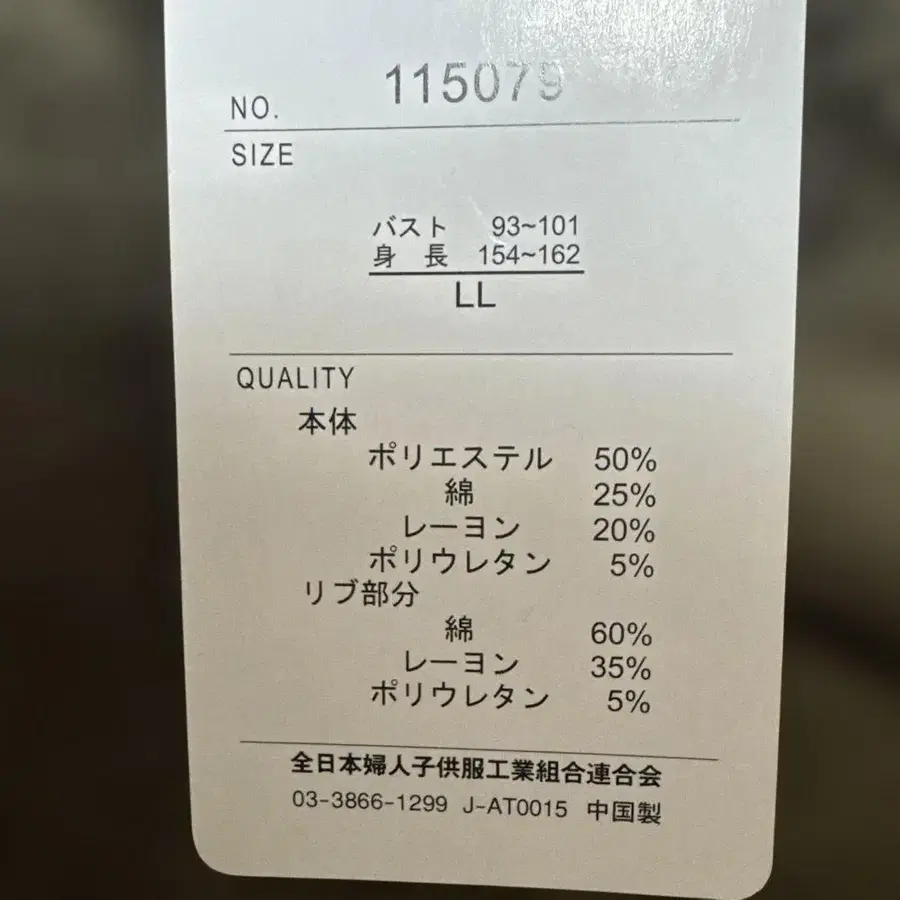 NO. 115079
SIZE
バスト 93~101
身長 154~162
LL
QUALITY
本体
ポリエステル 50%
綿 25%
レーヨン 20%
ポリウレタン 5%
リブ部分
綿 60%
レーヨン 35%
ポリウレタン 5%
全日本婦人子供服工業組合連合会
03-3866-1299 J-AT0015 中国製